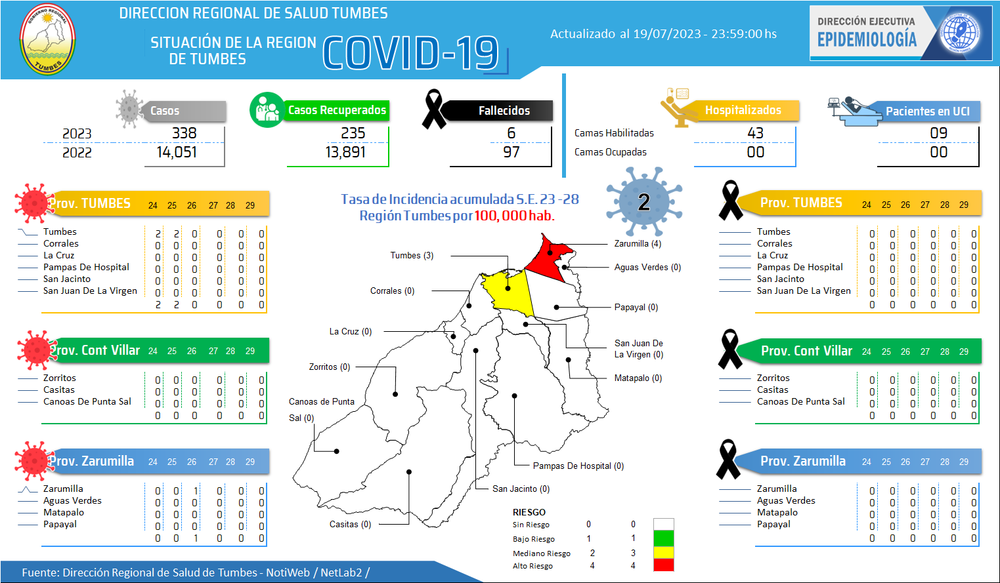 DIRECCION REGIONAL DE SALUD TUMBES
SITUACIÓN DE LA REGION
DE TUMBES
COVID-19
Actualizado al 19/07/2023 - 23:59:00 hs
DIRECCIÓN EJECUTIVA
EPIDEMIOLOGÍA
GOBIERNO REGIONAL
TUMBES
Casos
Casos Recuperados
Fallecidos
Hospitalizados
Pacientes en UCI
2023 338 235 6
2022 14,051 13,891 97
Camas Habilitadas 43 09
Camas Ocupadas 00 00
Prov. TUMBES 24 25 26 27 28 29
Tumbes 2 2 0 0 0 0
Corrales 0 0 0 0 0 0
La Cruz 0 0 0 0 0 0
Pampas De Hospital 0 0 0 0 0 0
San Jacinto 0 0 0 0 0 0
San Juan De La Virgen 0 0 0 0 0 0
2 2 0 0 0 0
Prov. Cont Villar 24 25 26 27 28 29
Zorritos 0 0 0 0 0 0
Casitas 0 0 0 0 0 0
Canoas De Punta Sal 0 0 0 0 0 0
0 0 0 0 0 0
Prov. Zarumilla 24 25 26 27 28 29
Zarumilla 0 0 1 0 0 0
Aguas Verdes 0 0 0 0 0 0
Matapalo 0 0 0 0 0 0
Papayal 0 0 0 0 0 0
0 0 1 0 0 0
Tasa de Incidencia acumulada S.E. 23 -28
Región Tumbes por 100, 000 hab.
2
Zarumilla (4)
Tumbes (3)
Aguas Verdes (0)
Corrales (0)
Papayal (0)
La Cruz (0)
San Juan De
La Virgen (0)
Zorritos (0)
Matapalo (0)
Canoas de Punta
Sal (0)
Pampas De Hospital (0)
San Jacinto (0)
Casitas (0)
RIESGO
Sin Riesgo 0 0
Bajo Riesgo 1 1
Mediano Riesgo 2 3
Alto Riesgo 4 4
Prov. TUMBES 24 25 26 27 28 29
Tumbes 0 0 0 0 0 0
Corrales 0 0 0 0 0 0
La Cruz 0 0 0 0 0 0
Pampas De Hospital 0 0 0 0 0 0
San Jacinto 0 0 0 0 0 0
San Juan De La Virgen 0 0 0 0 0 0
0 0 0 0 0 0
Prov. Cont Villar 24 25 26 27 28 29
Zorritos 0 0 0 0 0 0
Casitas 0 0 0 0 0 0
Canoas De Punta Sal 0 0 0 0 0 0
0 0 0 0 0 0
Prov. Zarumilla 24 25 26 27 28 29
Zarumilla 0 0 0 0 0 0
Aguas Verdes 0 0 0 0 0 0
Matapalo 0 0 0 0 0 0
Papayal 0 0 0 0 0 0
0 0 0 0 0 0
Fuente: Dirección Regional de Salud de Tumbes - NotiWeb / NetLab2 /